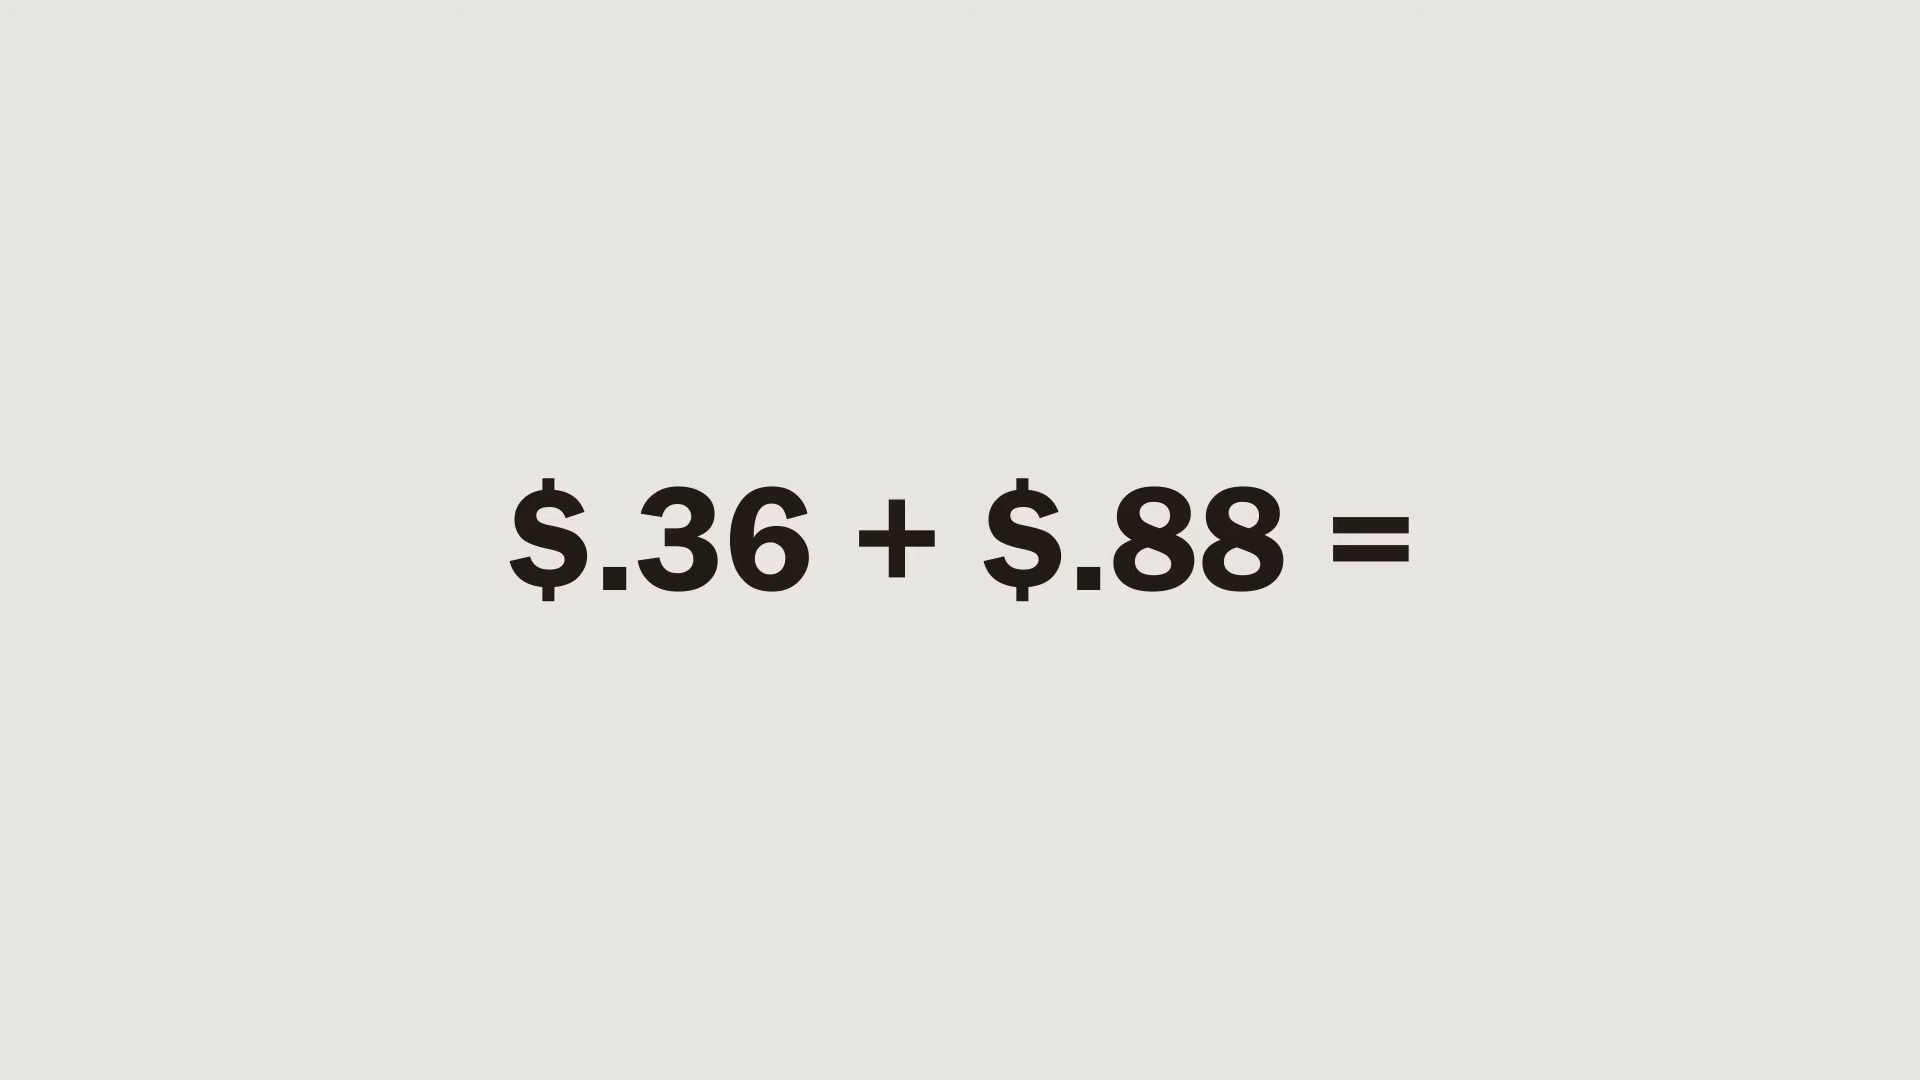 $.36 + $.88 =